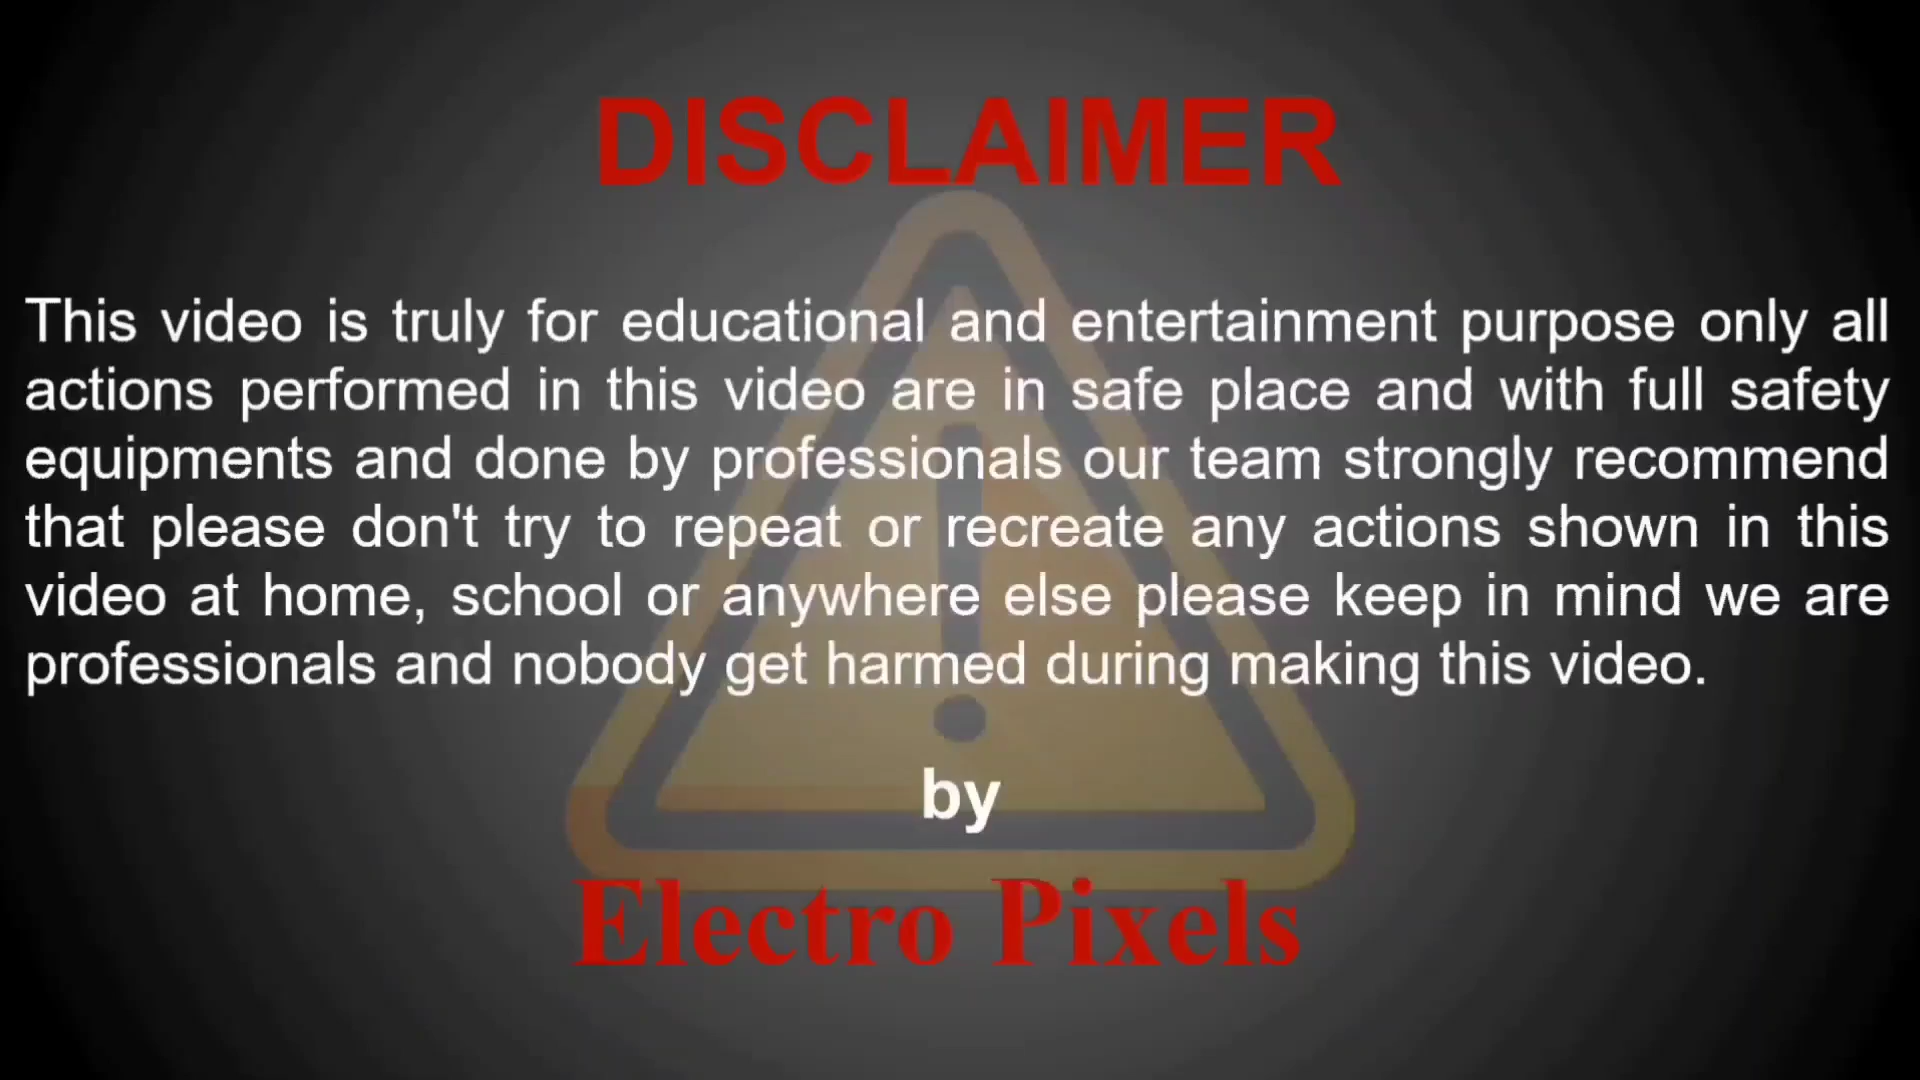 DISCLAIMER
This video is truly for educational and entertainment purpose only all
actions performed in this video are in safe place and with full safety
equipments and done by professionals our team strongly recommend
that please don't try to repeat or recreate any actions shown in this
video at home, school or anywhere else please keep in mind we are
professionals and nobody get harmed during making this video.
by
Electro Pixels